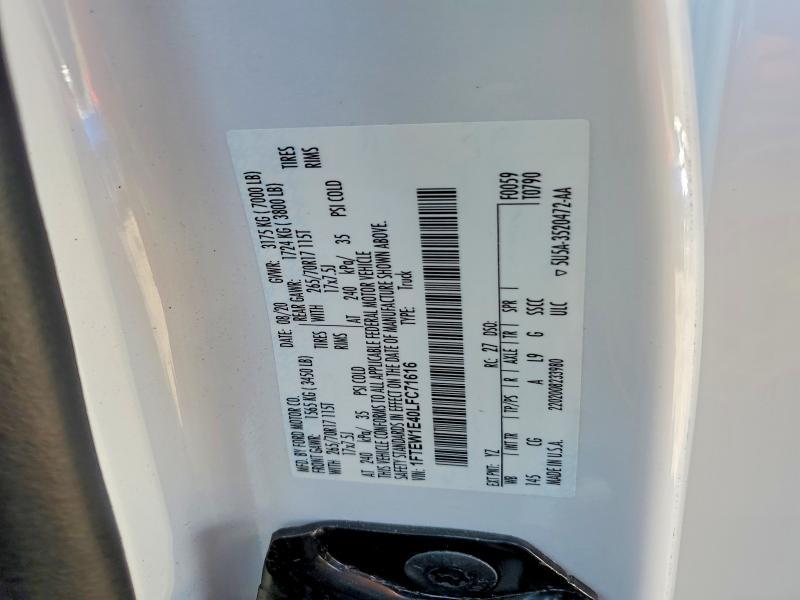 MFD. BY FORD MOTOR CO.
DATE: 08/20 GVWR: 3175 KG ( 7000 LB)
FRONT GAWR: 1565 KG ( 3450 LB) REAR GAWR: 1724 KG ( 3800 LB)
WITH 265/70R17 115T TIRES WITH 265/70R17 115T TIRES
17x7.5J RIMS 17x7.5J RIMS
AT 240 kPa/ 35 PSI COLD AT 240 kPa/ 35 PSI COLD
THIS VEHICLE CONFORMS TO ALL APPLICABLE FEDERAL MOTOR VEHICLE
SAFETY STANDARDS IN EFFECT ON THE DATE OF MANUFACTURE SHOWN ABOVE.
VIN: 1FTEW1E40LFC71616 TYPE: Truck
F0059
T0790
EXT PNT: YZ RC: 27 DSO:
WB INT TR TP/PS R AXLE TR SPR
145 CG A L9 G SSCC
MADE IN U.S.A. 22020608233980 ULC ▽ 5U5A-3520472-AA